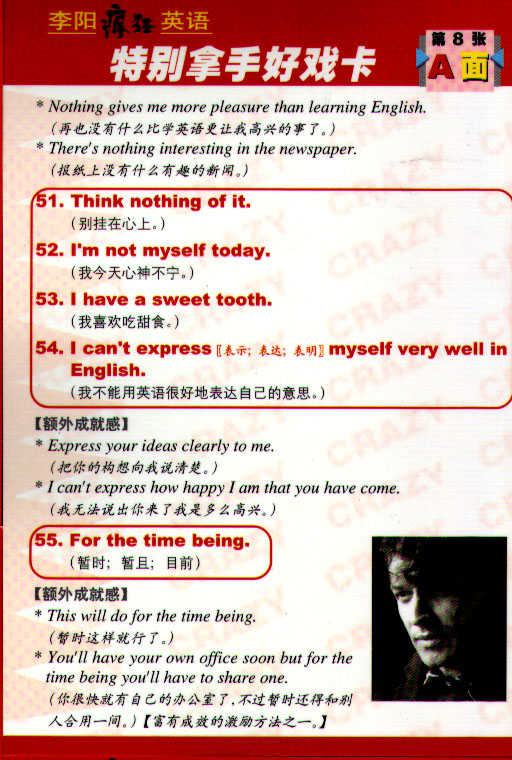 李阳疯狂英语
特别拿手好戏卡
第 8 张
A 面
* Nothing gives me more pleasure than learning English.
（再也没有什么比学英语更让我高兴的事了。）
* There's nothing interesting in the newspaper.
（报纸上没有什么有趣的新闻。）
51. Think nothing of it.
（别挂在心上。）
52. I'm not myself today.
（我今天心神不宁。）
53. I have a sweet tooth.
（我喜欢吃甜食。）
54. I can't express〖表示；表达；表明〗myself very well in
English.
（我不能用英语很好地表达自己的意思。）
【额外成就感】
* Express your ideas clearly to me.
（把你的构想向我说清楚。）
* I can't express how happy I am that you have come.
（我无法说出你来了我是多么高兴。）
55. For the time being.
（暂时；暂且；目前）
【额外成就感】
* This will do for the time being.
（暂时这样就行了。）
* You'll have your own office soon but for the
time being you'll have to share one.
（你很快就有自己的办公室了，不过暂时还得和别
人合用一间。）【富有成效的激励方法之一。】
CRAZY